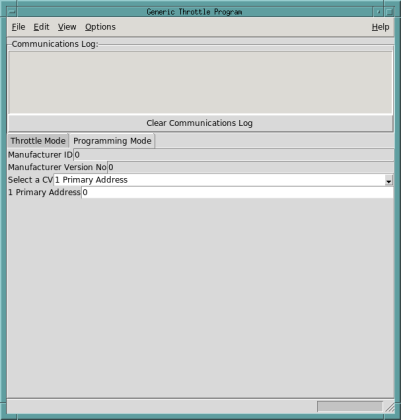 Generic Throttle Program
File Edit View Options Help
Communications Log:
Clear Communications Log
Throttle Mode Programming Mode
Manufacturer ID 0
Manufacturer Version No 0
Select a CV 1 Primary Address
1 Primary Address 0